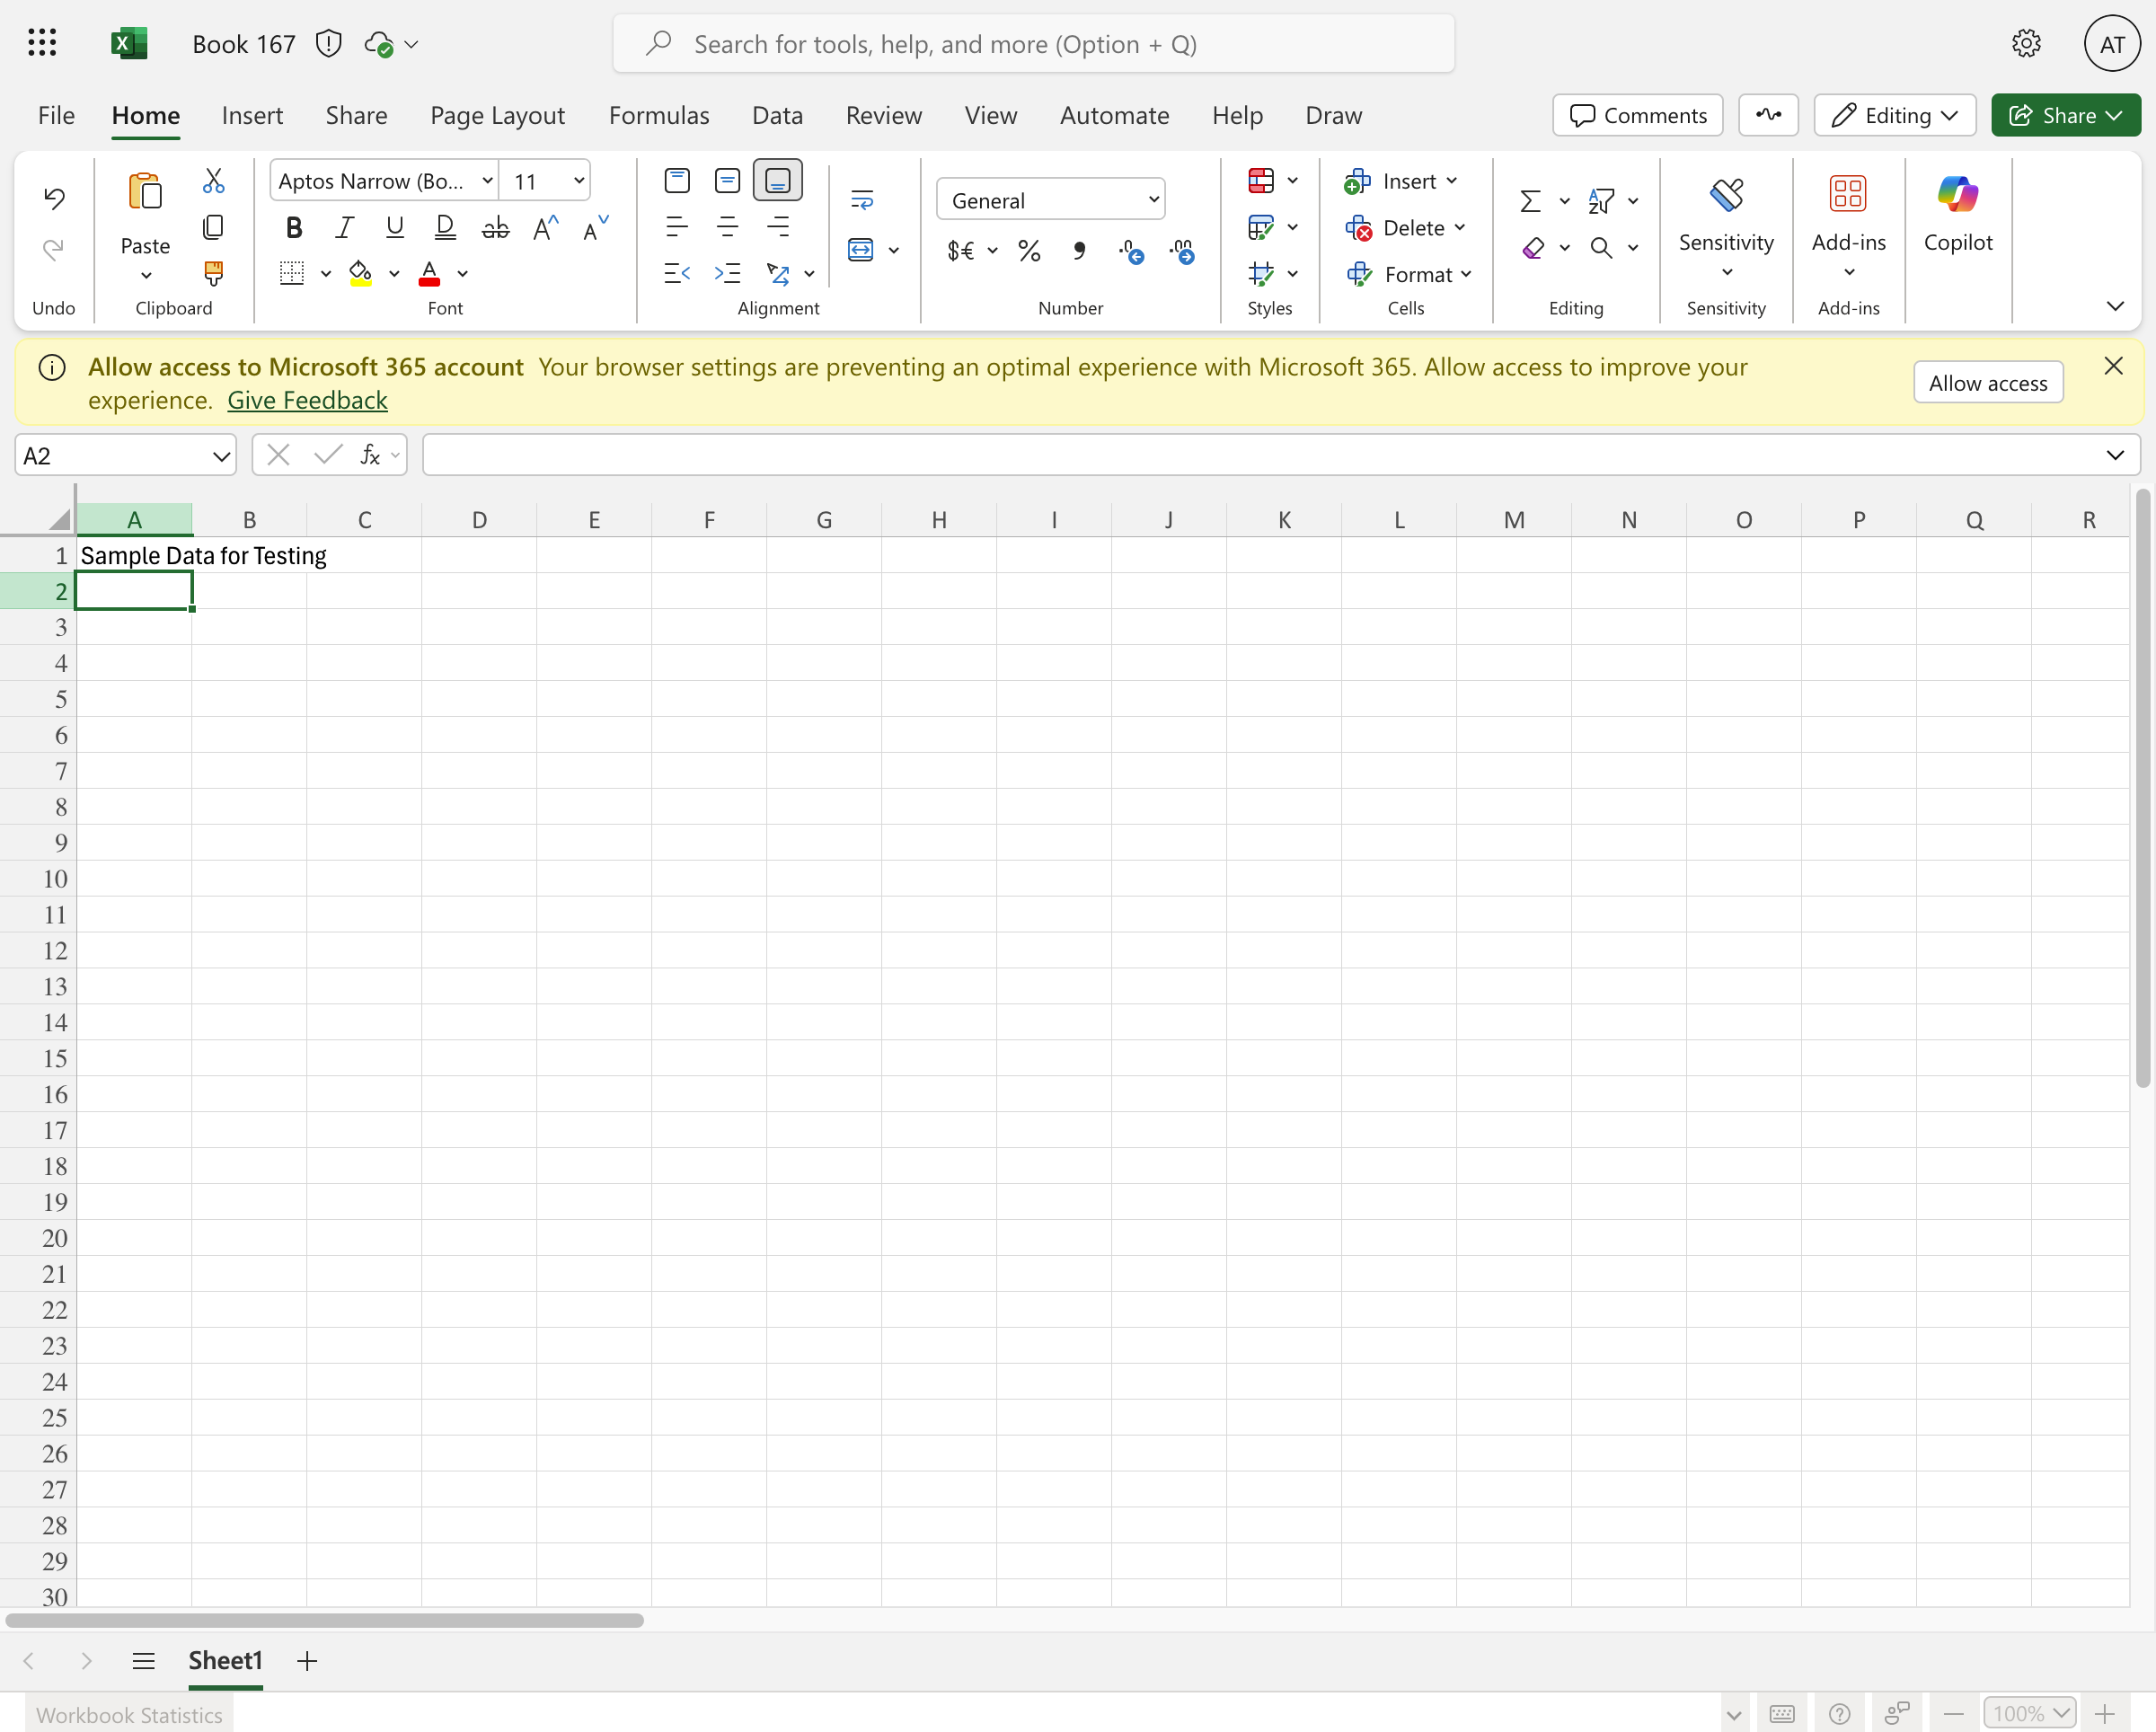 Book 167
Search for tools, help, and more (Option + Q)
AT
File Home Insert Share Page Layout Formulas Data Review View Automate Help Draw
Comments Editing Share
Aptos Narrow (Bo... 11
General
Insert
Delete
Format
Paste
Sensitivity
Add-ins
Copilot
Undo Clipboard Font Alignment Number Styles Cells Editing Sensitivity Add-ins
Allow access to Microsoft 365 account Your browser settings are preventing an optimal experience with Microsoft 365. Allow access to improve your
experience. Give Feedback
Allow access
A2
fx
A B C D E F G H I J K L M N O P Q R
1 Sample Data for Testing
2
3
4
5
6
7
8
9
10
11
12
13
14
15
16
17
18
19
20
21
22
23
24
25
26
27
28
29
30
Sheet1
Workbook Statistics
100%